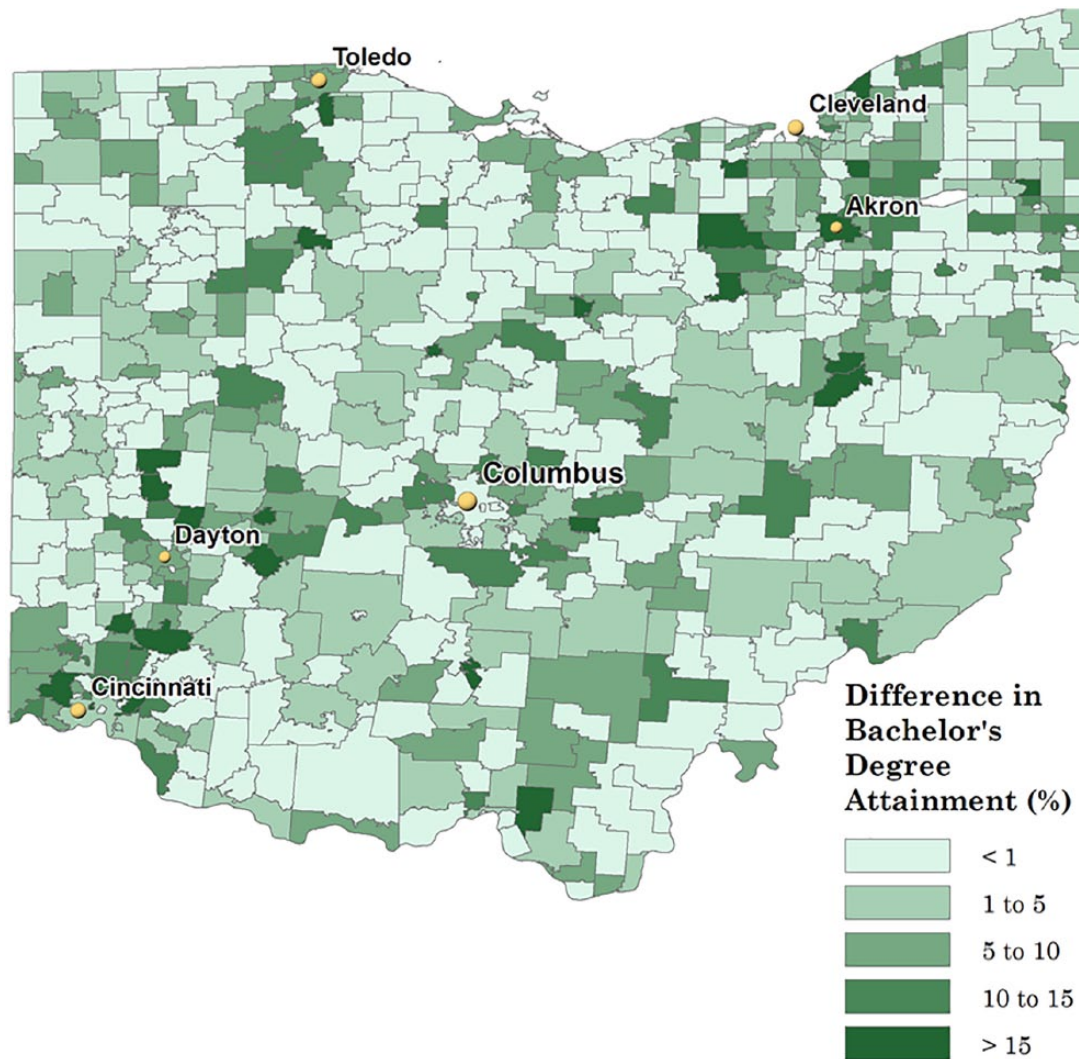 Toledo
Cleveland
Akron
Columbus
Dayton
Cincinnati
Difference in
Bachelor's
Degree
Attainment (%)
< 1
1 to 5
5 to 10
10 to 15
> 15